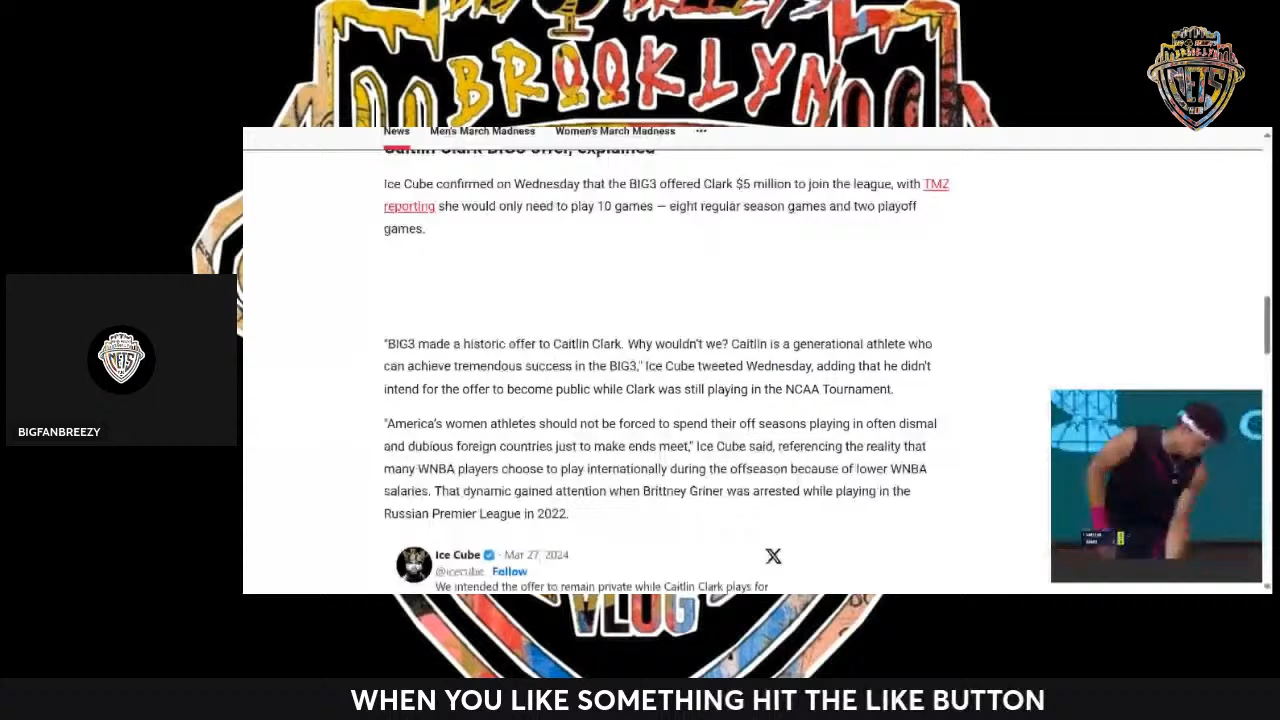 BROOKLYN
NETS
News Men's March Madness Women's March Madness ...
Caitlin Clark BIG3 offer, explained
Ice Cube confirmed on Wednesday that the BIG3 offered Clark $5 million to join the league, with TMZ
reporting she would only need to play 10 games — eight regular season games and two playoff
games.
"BIG3 made a historic offer to Caitlin Clark. Why wouldn't we? Caitlin is a generational athlete who
can achieve tremendous success in the BIG3," Ice Cube tweeted Wednesday, adding that he didn't
intend for the offer to become public while Clark was still playing in the NCAA Tournament.
"America's women athletes should not be forced to spend their off seasons playing in often dismal
and dubious foreign countries just to make ends meet," Ice Cube said, referencing the reality that
many WNBA players choose to play internationally during the offseason because of lower WNBA
salaries. That dynamic gained attention when Brittney Griner was arrested while playing in the
Russian Premier League in 2022.
Ice Cube · Mar 27, 2024
@icecube Follow
We intended the offer to remain private while Caitlin Clark plays for
NETS
BIGFANBREEZY
VLOG
WHEN YOU LIKE SOMETHING HIT THE LIKE BUTTON